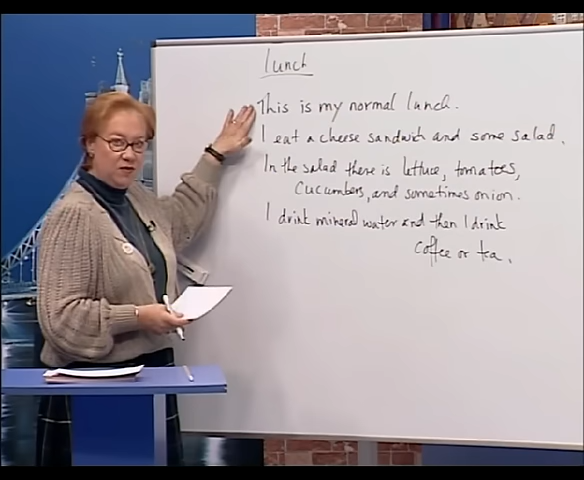 lunch
This is my normal lunch.
I eat a cheese sandwich and some salad.
In the salad there is lettuce, tomatoes,
cucumbers, and sometimes onion.
I drink mineral water and then I drink
coffee or tea.